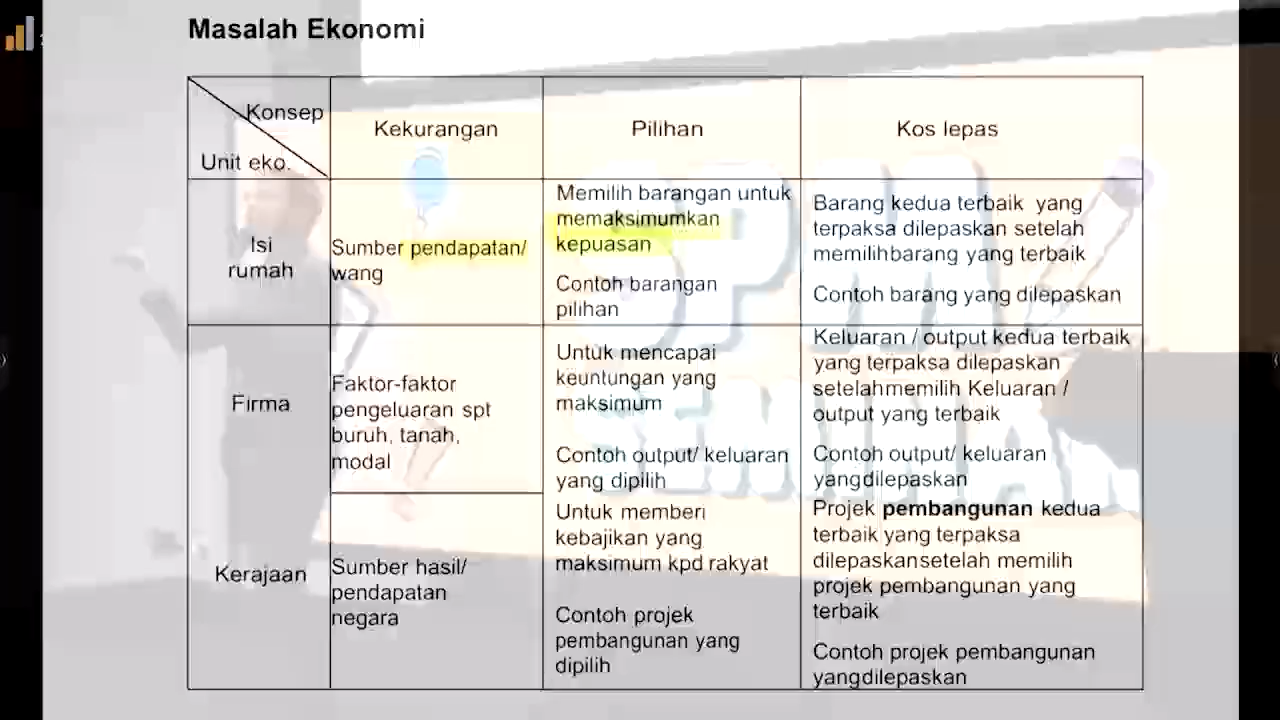 Masalah Ekonomi
Konsep
Unit eko.
Kekurangan
Pilihan
Kos lepas
Isi
rumah
Sumber pendapatan/
wang
Memilih barangan untuk
memaksimumkan
kepuasan
Contoh barangan
pilihan
Barang kedua terbaik yang
terpaksa dilepaskan setelah
memilihbarang yang terbaik
Contoh barang yang dilepaskan
Firma
Faktor-faktor
pengeluaran spt
buruh, tanah,
modal
Untuk mencapai
keuntungan yang
maksimum
Contoh output/ keluaran
yang dipilih
Keluaran / output kedua terbaik
yang terpaksa dilepaskan
setelahmemilih Keluaran /
output yang terbaik
Contoh output/ keluaran
yangdilepaskan
Kerajaan
Sumber hasil/
pendapatan
negara
Untuk memberi
kebajikan yang
maksimum kpd rakyat
Contoh projek
pembangunan yang
dipilih
Projek pembangunan kedua
terbaik yang terpaksa
dilepaskansetelah memilih
projek pembangunan yang
terbaik
Contoh projek pembangunan
yangdilepaskan
SPM
SEMINAR